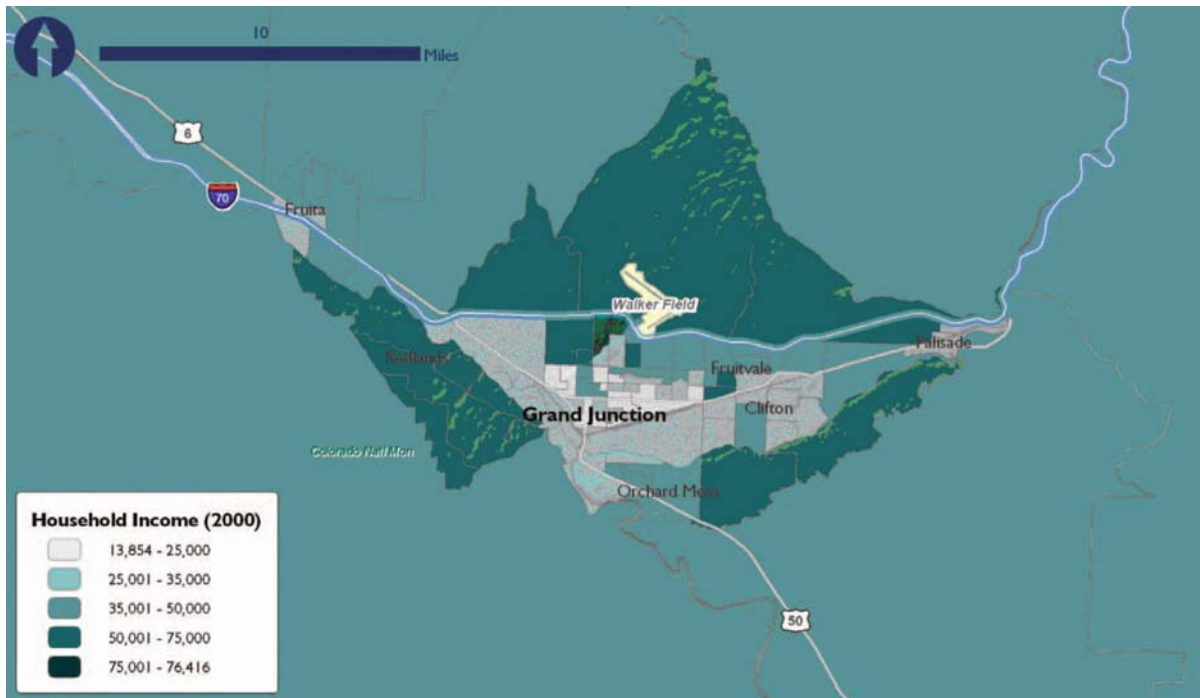 10
Miles
6
70
Fruita
Walker Field
Redlands
Fruitvale
Palisade
Grand Junction
Clifton
Colorado Natl Mon
Orchard Mesa
Household Income (2000)
13,854 - 25,000
25,001 - 35,000
35,001 - 50,000
50,001 - 75,000
75,001 - 76,416
50